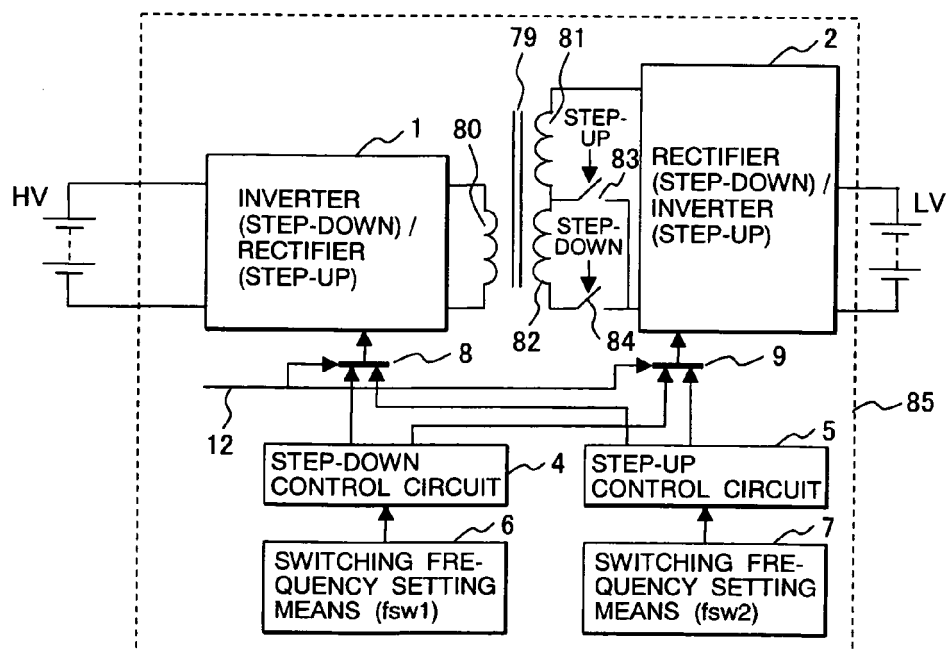 79
81
2
1
80
STEP-
UP
83
HV
INVERTER
(STEP-DOWN) /
RECTIFIER
(STEP-UP)
STEP-
DOWN
RECTIFIER
(STEP-DOWN) /
INVERTER
(STEP-UP)
LV
82
84
8
9
12
85
STEP-DOWN
CONTROL CIRCUIT
4
STEP-UP
CONTROL CIRCUIT
5
6
SWITCHING FRE-
QUENCY SETTING
MEANS (fsw1)
7
SWITCHING FRE-
QUENCY SETTING
MEANS (fsw2)